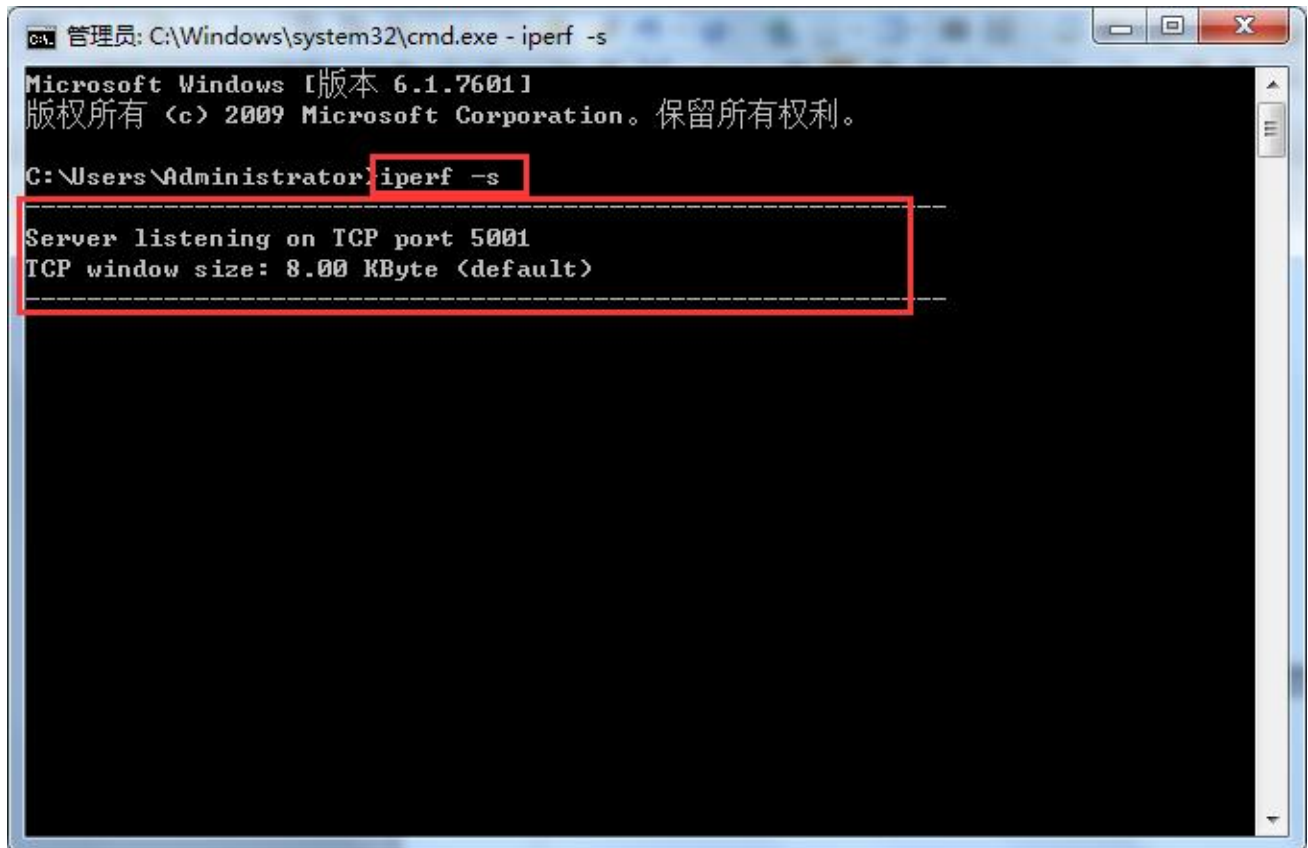 管理员: C:\Windows\system32\cmd.exe - iperf -s
Microsoft Windows [版本 6.1.7601]
版权所有 (c) 2009 Microsoft Corporation。保留所有权利。
C:\Users\Administrator>iperf -s
------------------------------------------------------------
Server listening on TCP port 5001
TCP window size: 8.00 KByte (default)
------------------------------------------------------------